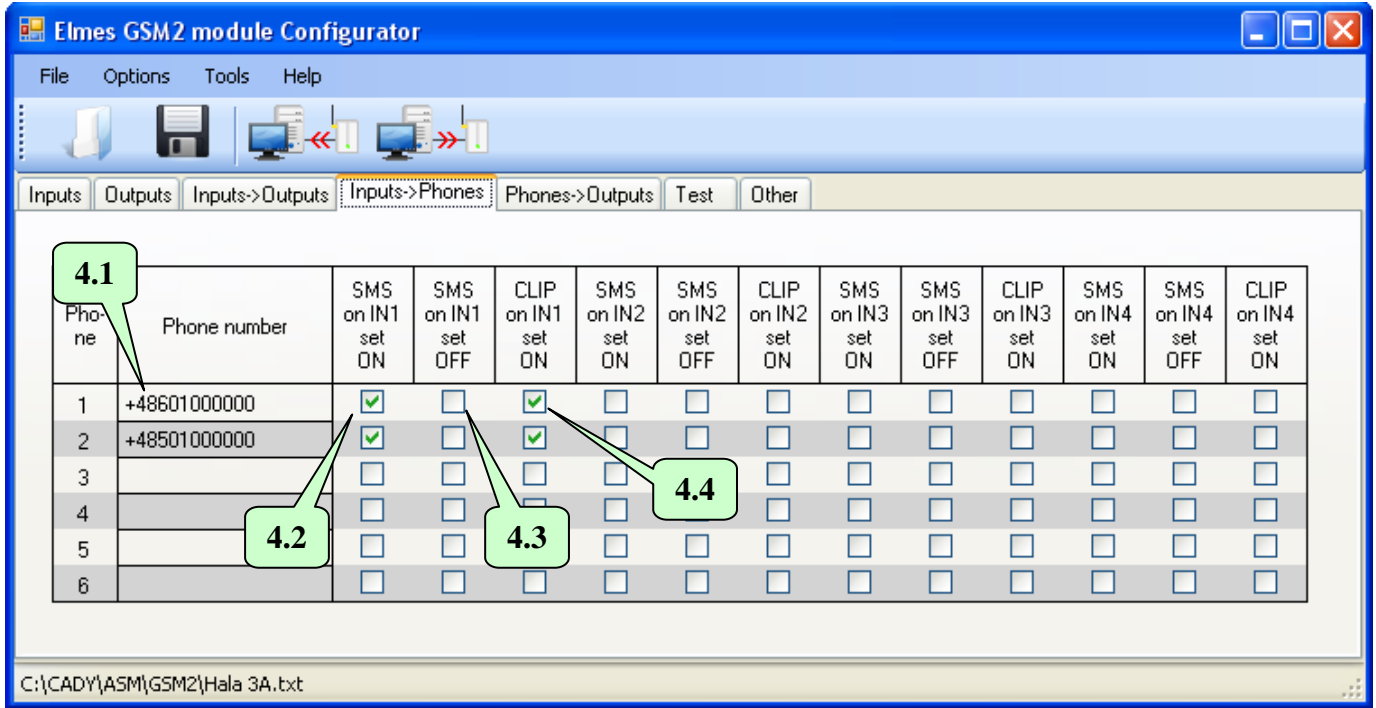 Elmes GSM2 module Configurator
File Options Tools Help
Inputs Outputs Inputs->Outputs Inputs->Phones Phones->Outputs Test Other
4.1
Pho-
ne
Phone number
SMS
on IN1
set
ON
SMS
on IN1
set
OFF
CLIP
on IN1
set
ON
SMS
on IN2
set
ON
SMS
on IN2
set
OFF
CLIP
on IN2
set
ON
SMS
on IN3
set
ON
SMS
on IN3
set
OFF
CLIP
on IN3
set
ON
SMS
on IN4
set
ON
SMS
on IN4
set
OFF
CLIP
on IN4
set
ON
1 +48601000000
2 +48501000000
3
4.4
4
4.2
4.3
5
6
C:\CADY\ASM\GSM2\Hala 3A.txt